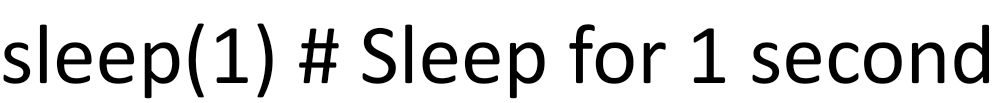 sleep(1) # Sleep for 1 second